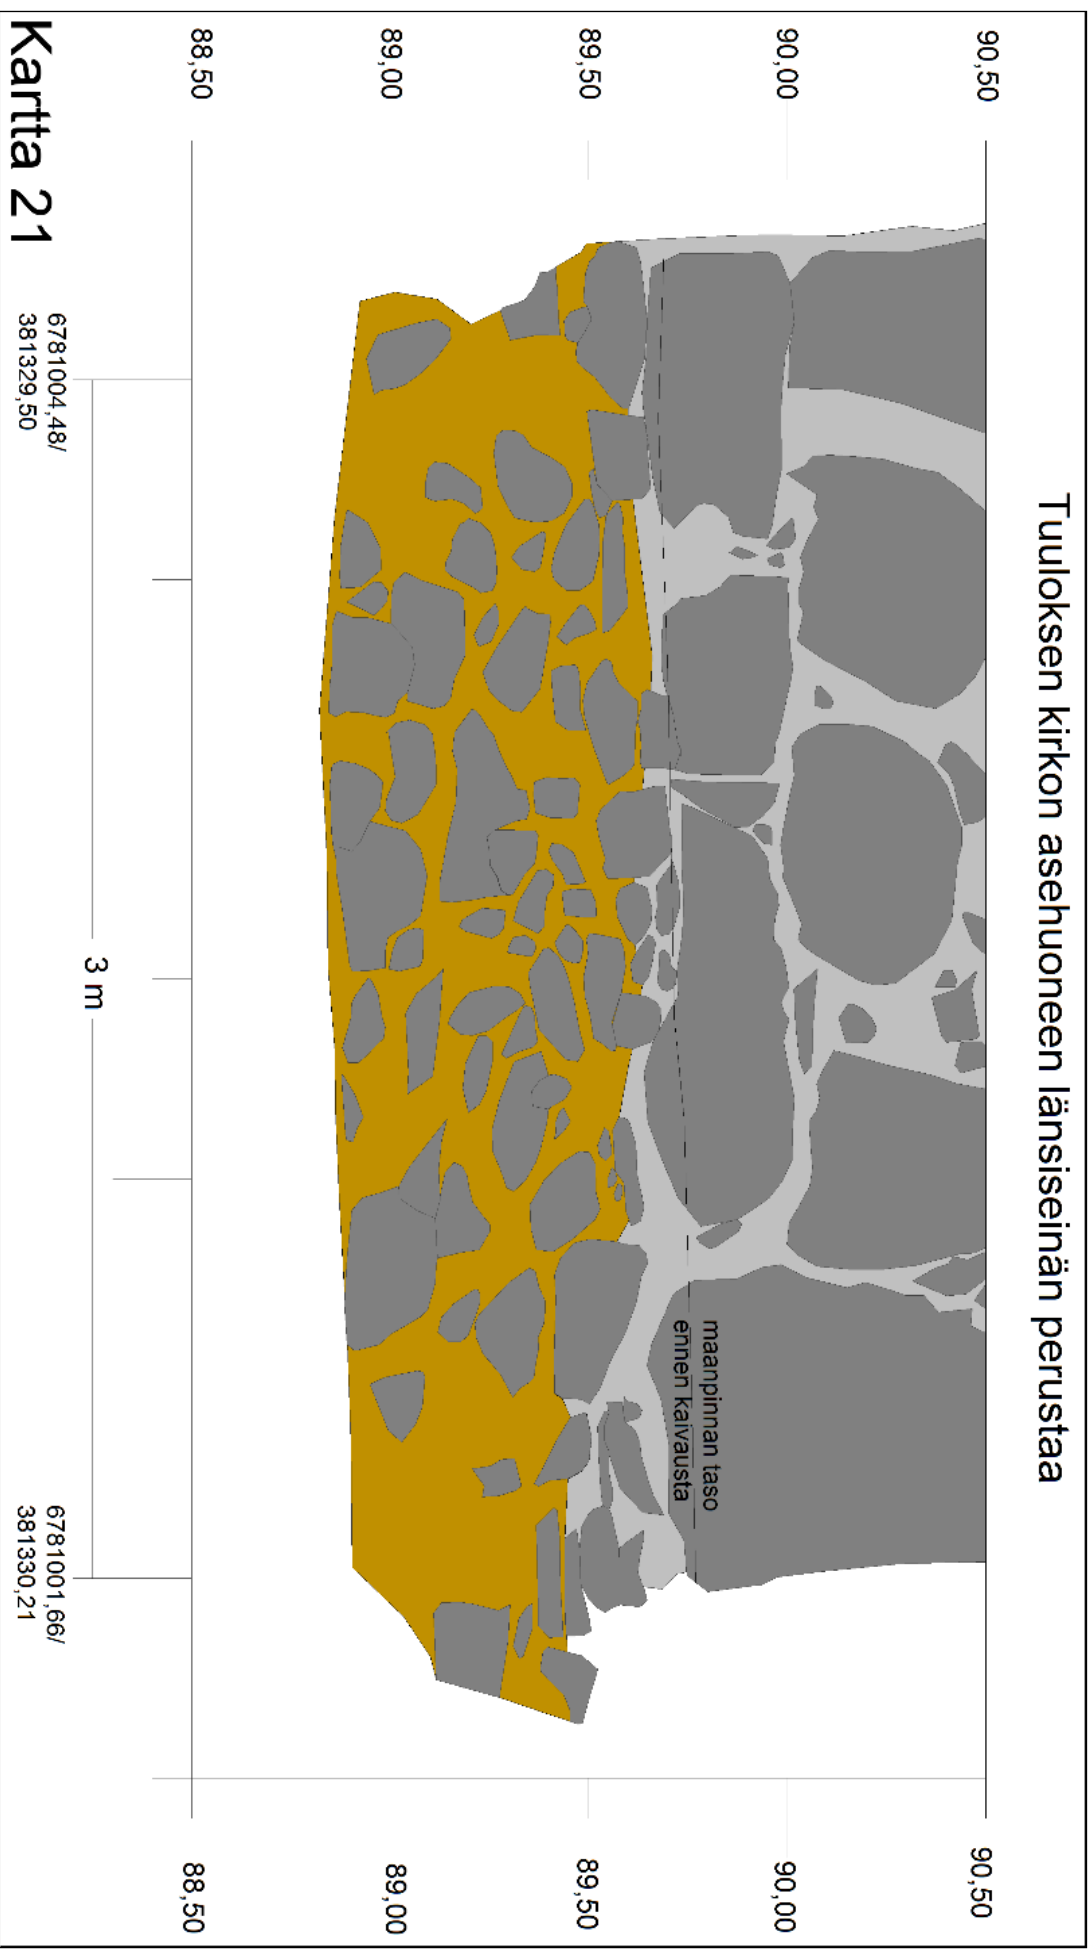 Tuuloksen kirkon asehuoneen länsiseinän perustaa
90,50
90,50
90,00
90,00
maanpinnan taso
ennen kaivausta
89,50
89,50
89,00
89,00
88,50
88,50
3 m
6781004,48/
381329,50
6781001,66/
381330,21
Kartta 21